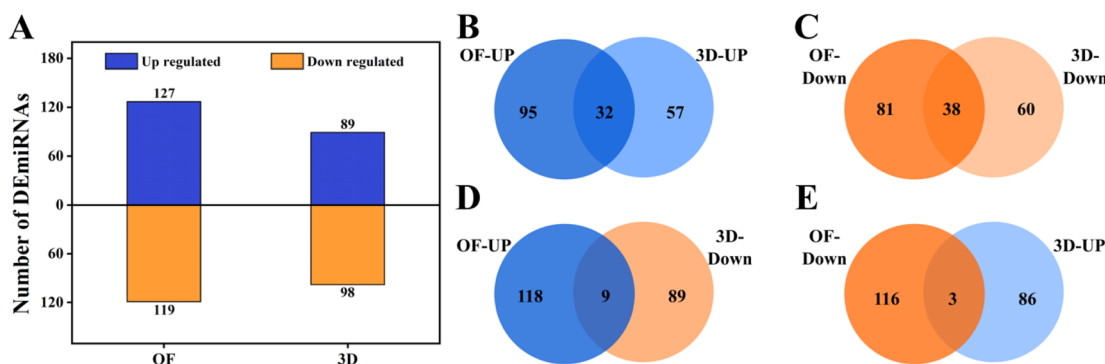 A
Number of DEmiRNAs
180
120
60
0
60
120
Up regulated
Down regulated
127
89
119
98
OF
3D
B
OF-UP
3D-UP
95
32
57
C
OF-
Down
3D-
Down
81
38
60
D
OF-UP
3D-
Down
118
9
89
E
OF-
Down
3D-UP
116
3
86